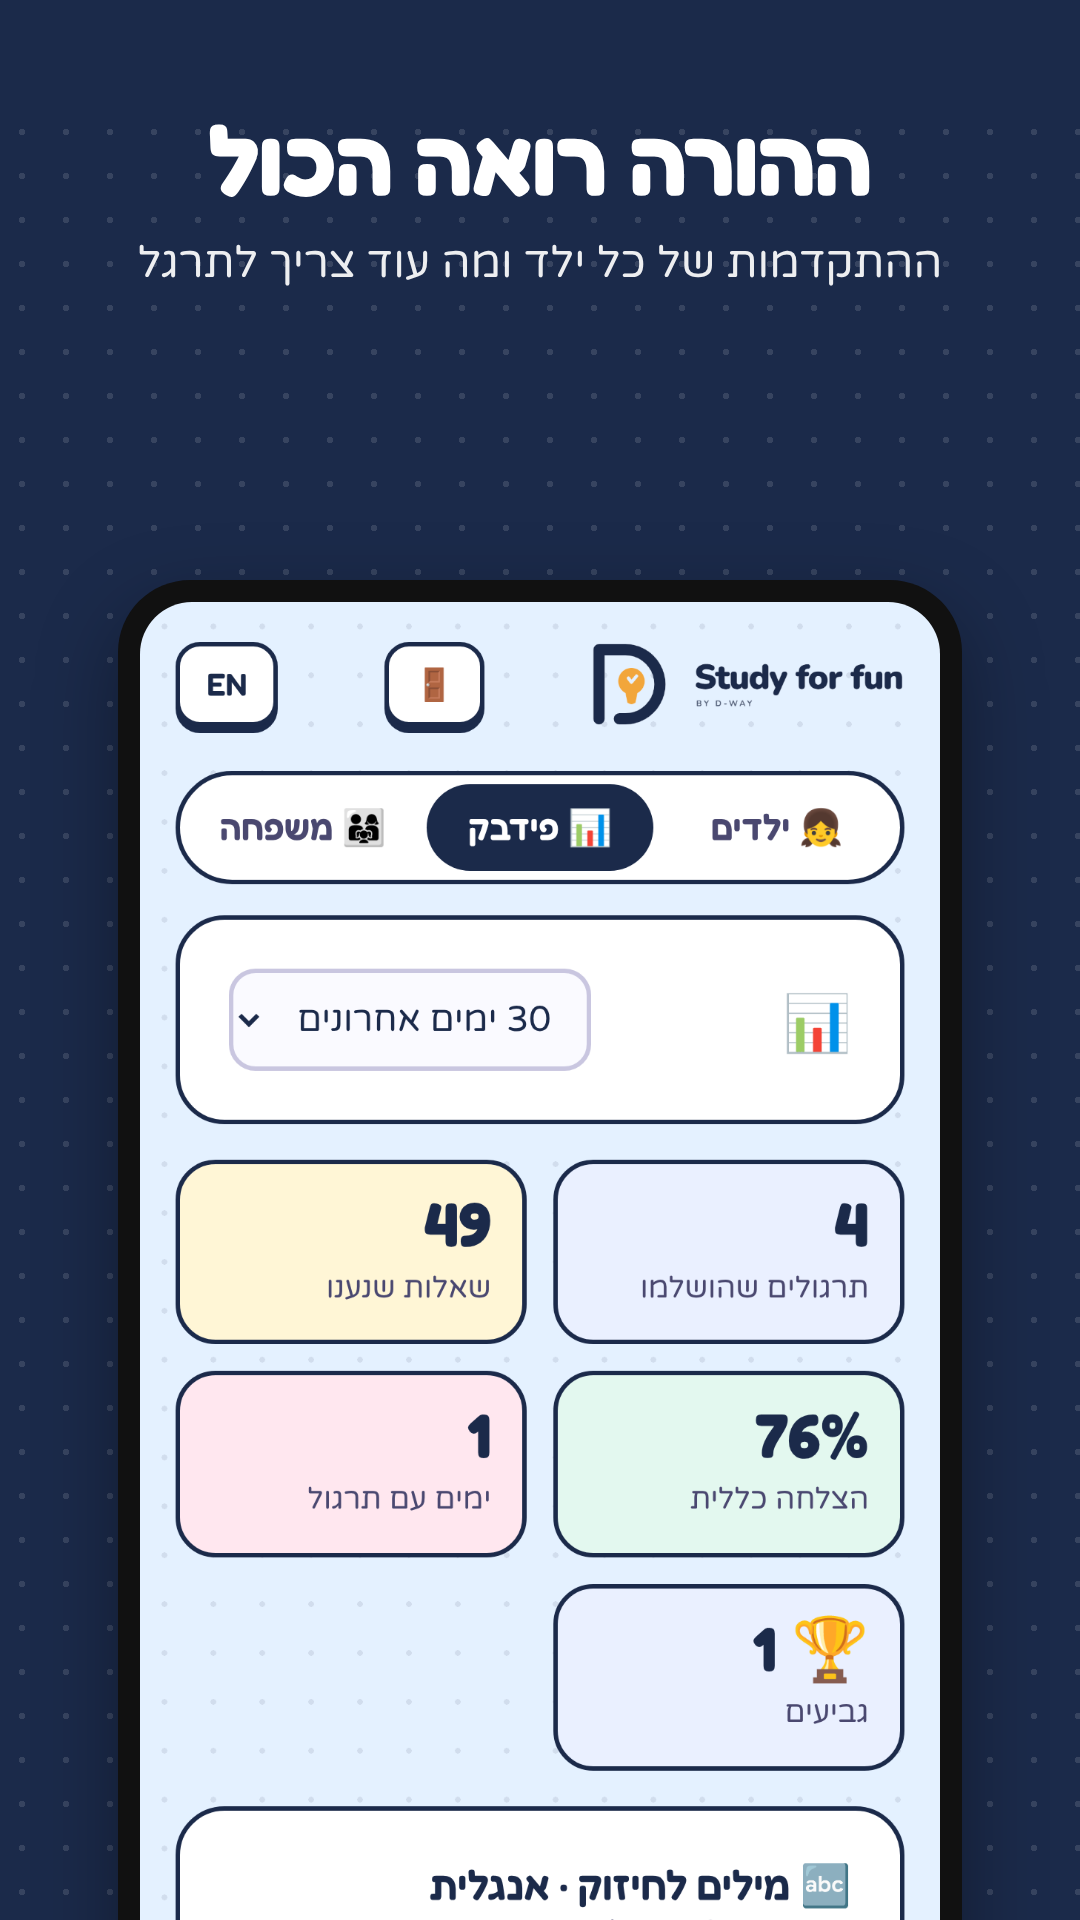 ההורה רואה הכול
ההתקדמות של כל ילד ומה עוד צריך לתרגל
Study for fun
BY D-WAY
EN
ילדים
פידבק
משפחה
30 ימים אחרונים
4
תרגולים שהושלמו
49
שאלות שנענו
76%
הצלחה כללית
1
ימים עם תרגול
1
גביעים
abc מילים לחיזוק · אנגלית